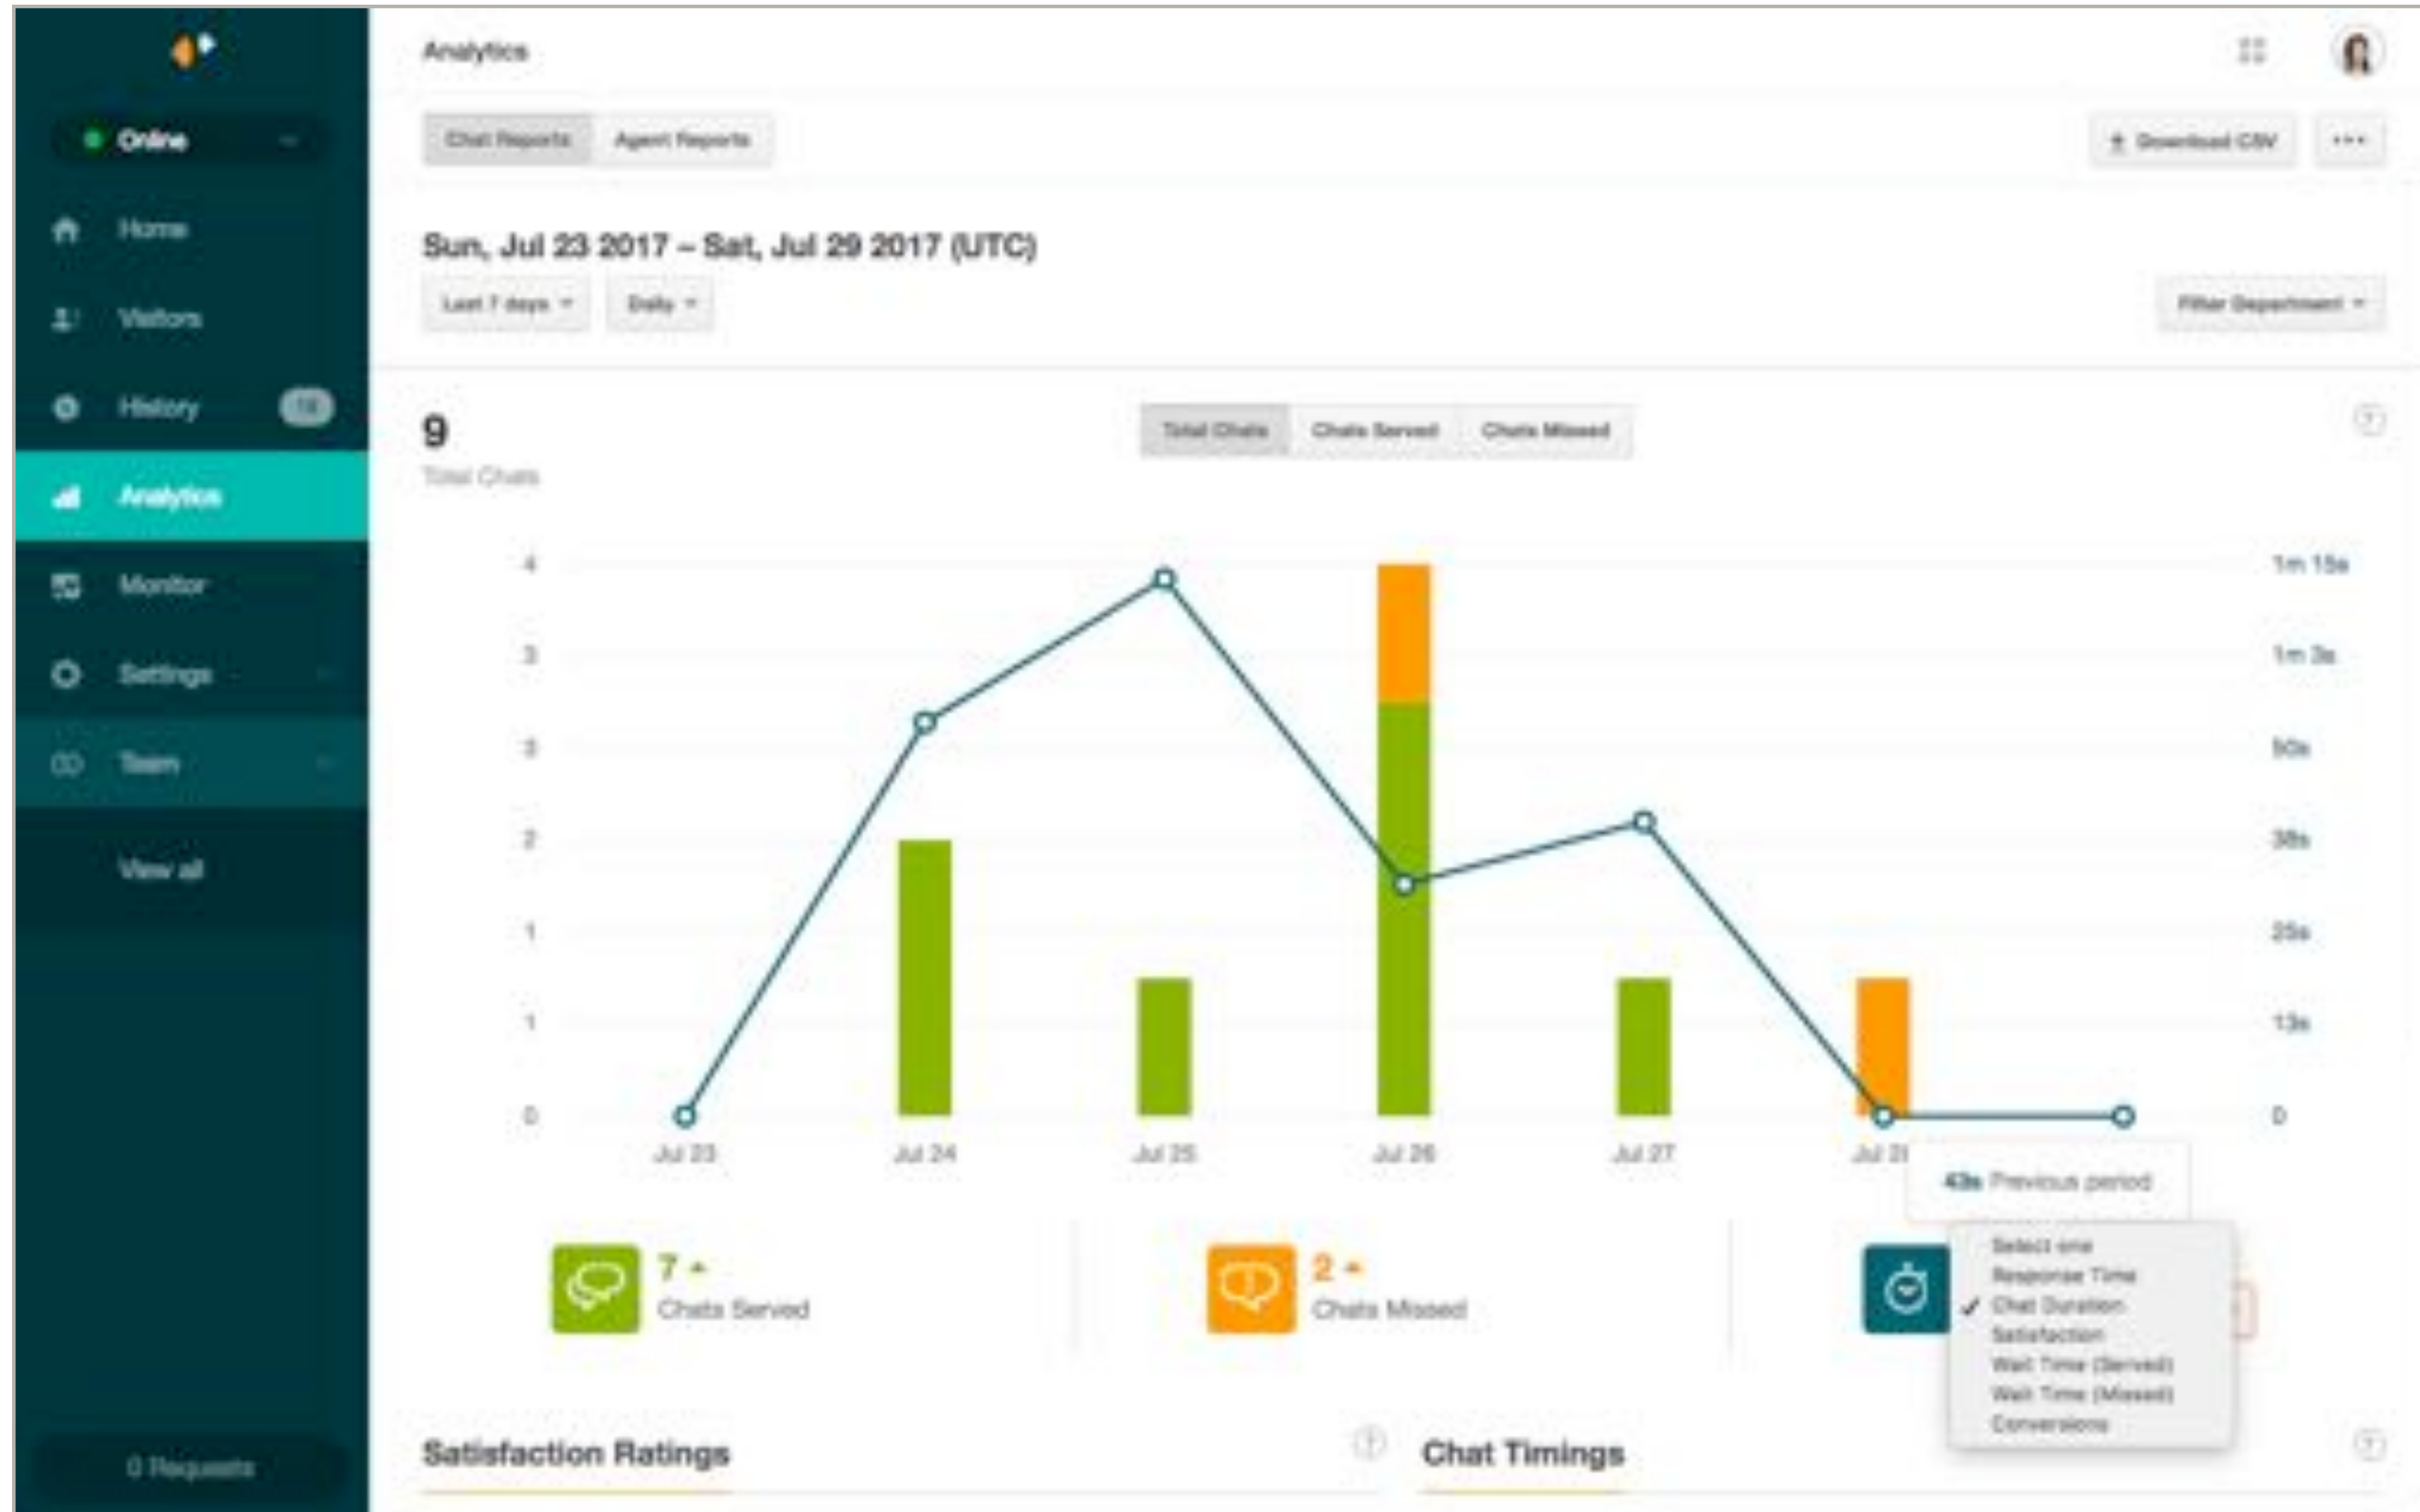 Analytics
Online
Chat Reports Agent Reports
Download CSV
Home
Sun, Jul 23 2017 – Sat, Jul 29 2017 (UTC)
Visitors
Last 7 days Daily
Filter Department
History
9
Total Chats
Total Chats Chats Served Chats Missed
Analytics
Monitor
Settings
Team
View all
4 1m 15s
3 1m 3s
3 50s
2 38s
1 25s
1 13s
0 0
Jul 23 Jul 24 Jul 25 Jul 26 Jul 27 Jul
43s Previous period
7
Chats Served
2
Chats Missed
Select one
Response Time
✓ Chat Duration
Satisfaction
Wait Time (Served)
Wait Time (Missed)
Conversions
0 Requests
Satisfaction Ratings ?
Chat Timings ?